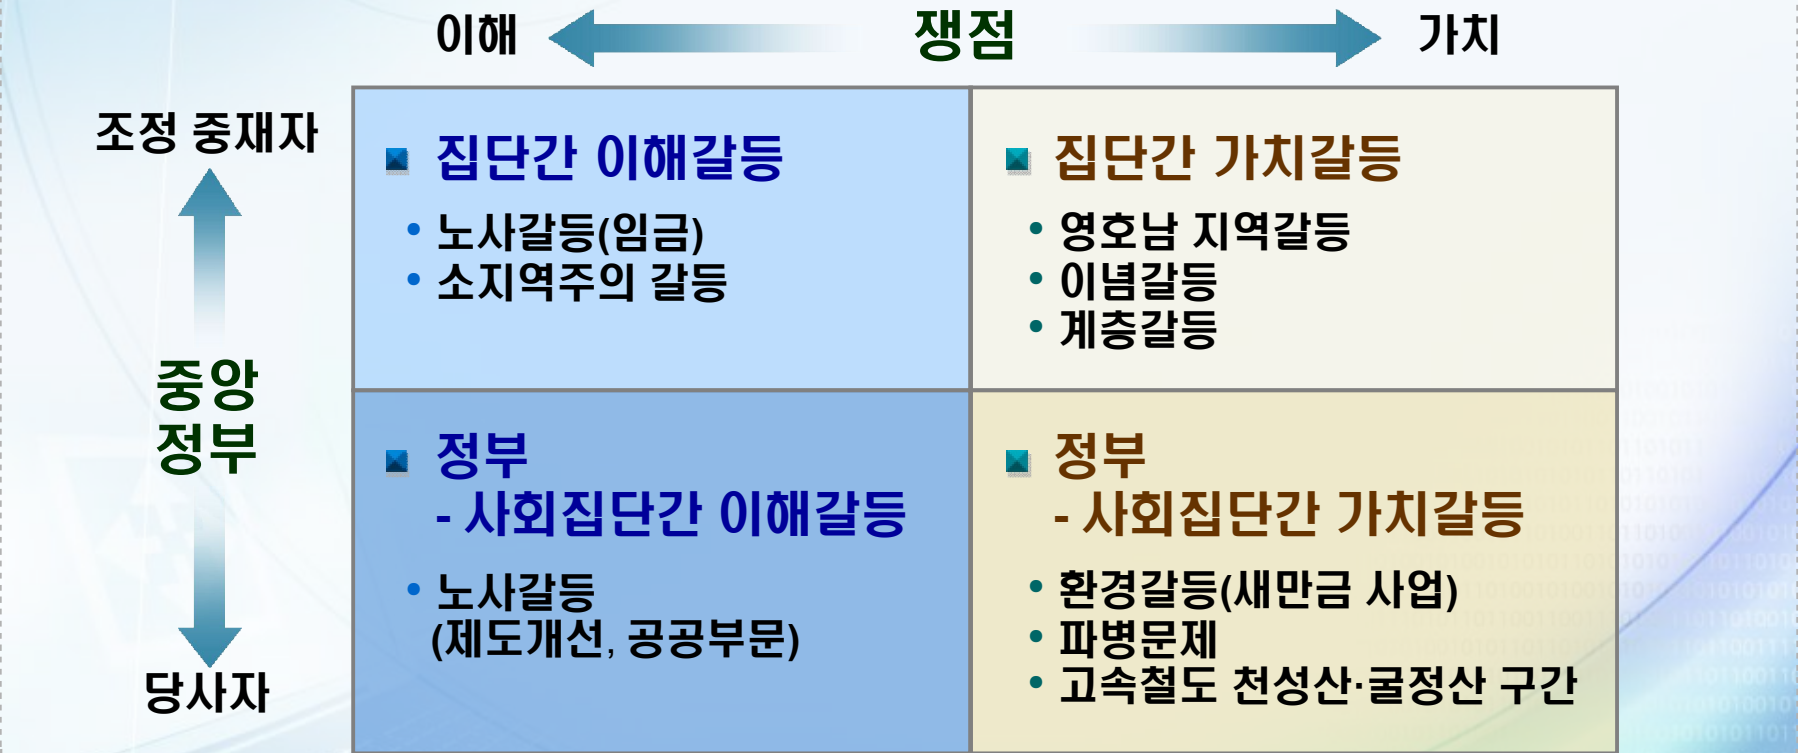 이해 쟁점 가치
조정 중재자
중앙
정부
당사자
집단간 이해갈등
• 노사갈등(임금)
• 소지역주의 갈등
집단간 가치갈등
• 영호남 지역갈등
• 이념갈등
• 계층갈등
정부
- 사회집단간 이해갈등
• 노사갈등
(제도개선, 공공부문)
정부
- 사회집단간 가치갈등
• 환경갈등(새만금 사업)
• 파병문제
• 고속철도 천성산·굴정산 구간